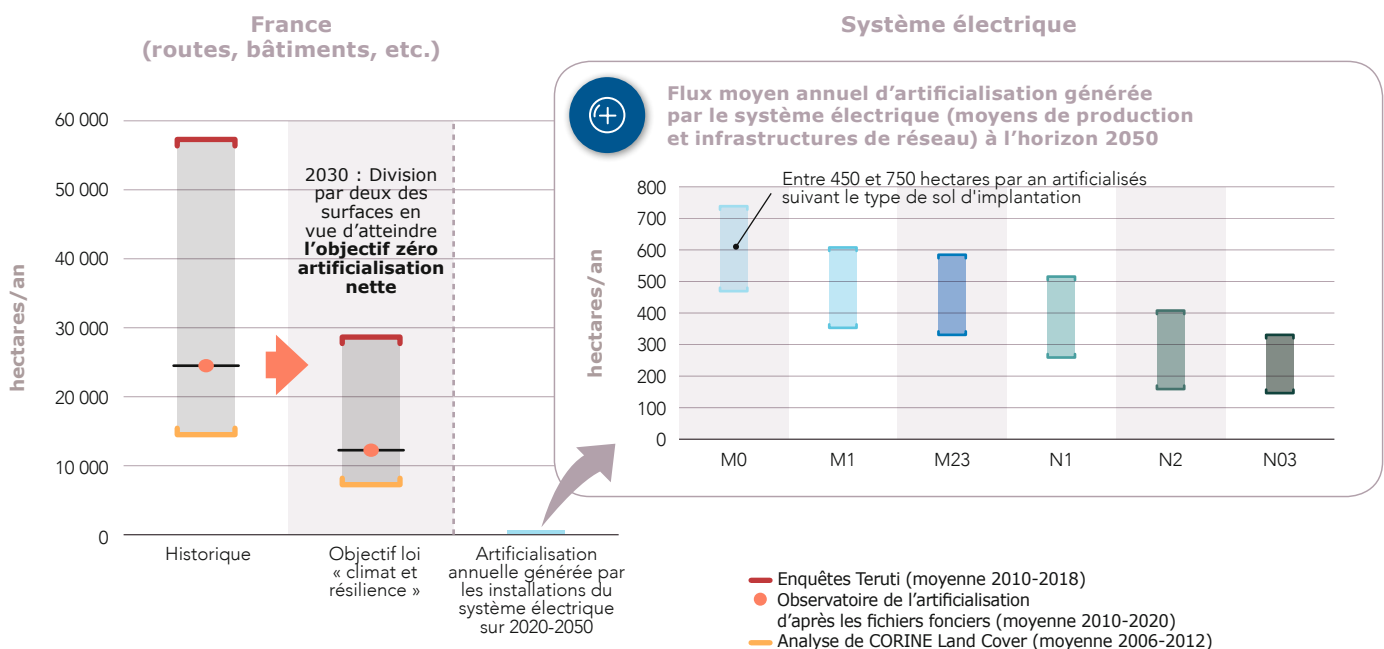 France
(routes, bâtiments, etc.)
Système électrique
Flux moyen annuel d’artificialisation générée
par le système électrique (moyens de production
et infrastructures de réseau) à l’horizon 2050
hectares/an
60 000
50 000
40 000
30 000
20 000
10 000
0
2030 : Division
par deux des
surfaces en
vue d’atteindre
l’objectif zéro
artificialisation
nette
Historique
Objectif loi
« climat et
résilience »
Artificialisation
annuelle générée par
les installations du
système électrique
sur 2020-2050
hectares/an
800
700
600
500
400
300
200
100
0
Entre 450 et 750 hectares par an artificialisés
suivant le type de sol d'implantation
M0
M1
M23
N1
N2
N03
Enquêtes Teruti (moyenne 2010-2018)
Observatoire de l’artificialisation
d’après les fichiers fonciers (moyenne 2010-2020)
Analyse de CORINE Land Cover (moyenne 2006-2012)